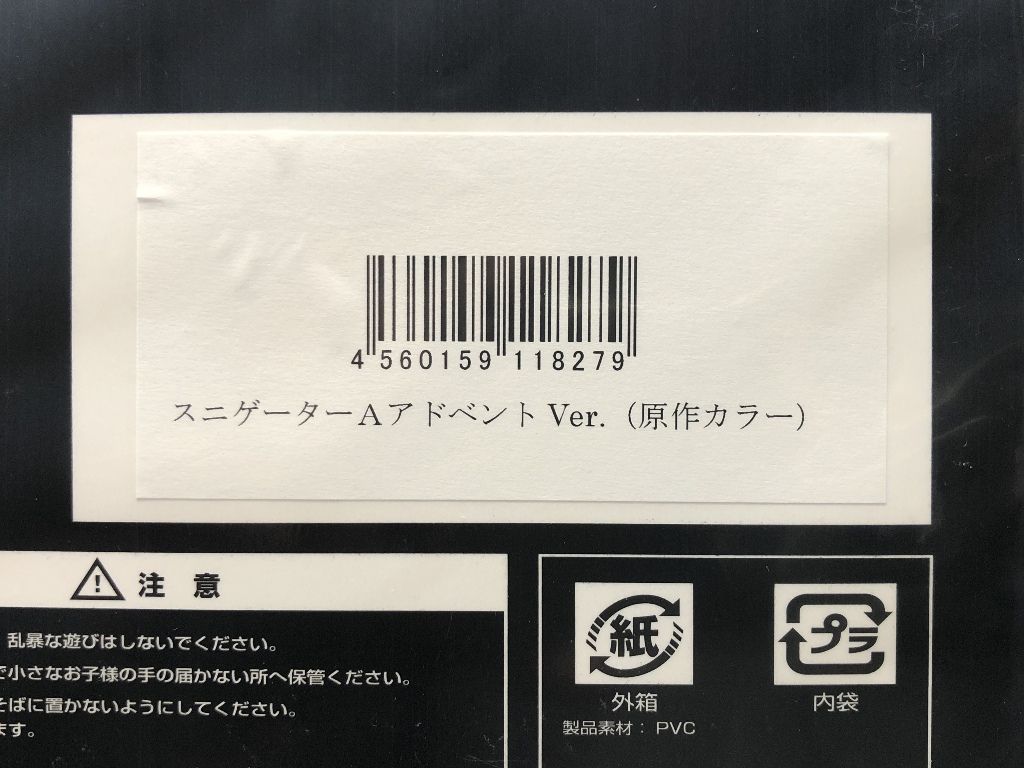 4 560159 118279
スニゲーターAアドベント Ver.（原作カラー）
注 意
乱暴な遊びはしないでください。
で小さなお子様の手の届かない所へ保管ください。
そばに置かないようにしてください。
ます。
紙
プラ
外箱
内袋
製品素材： PVC